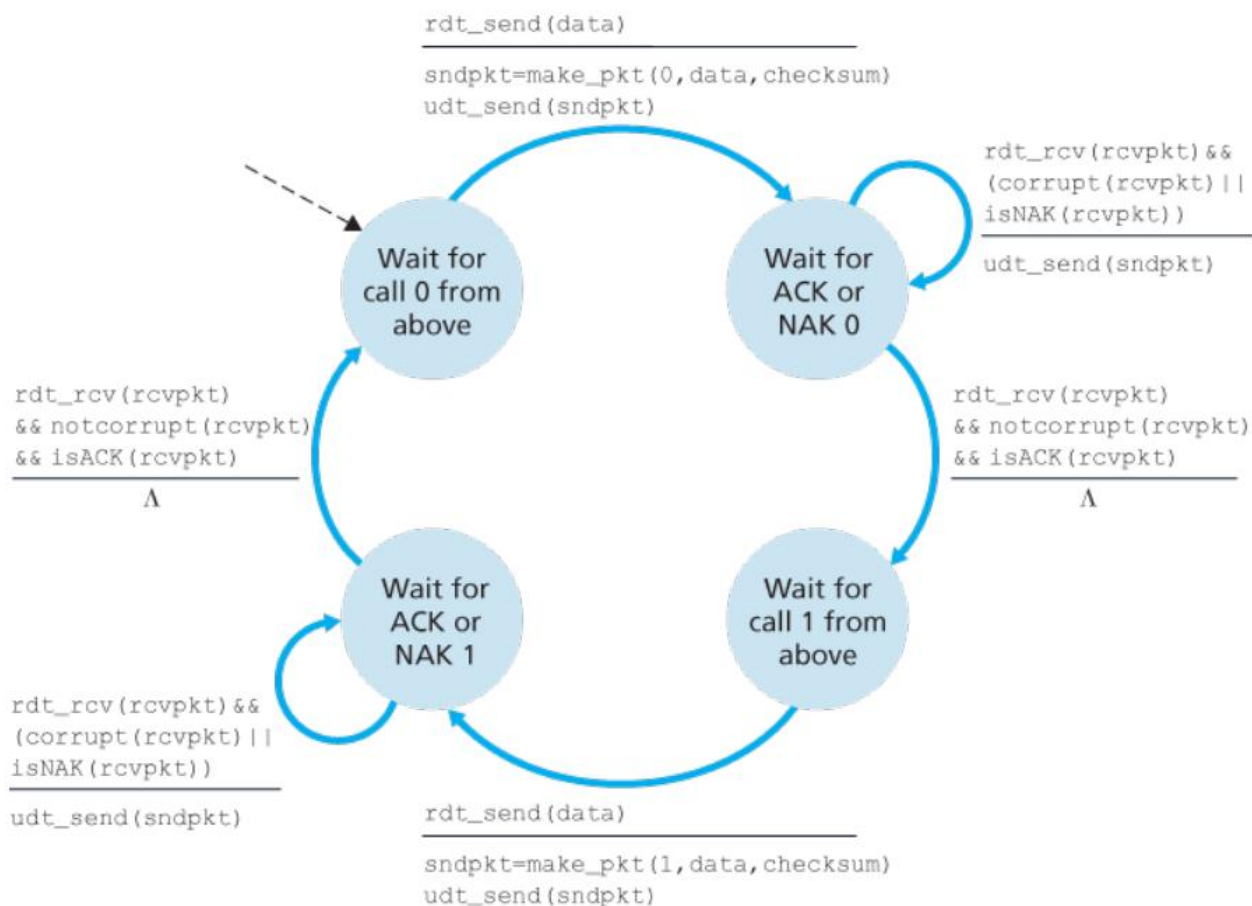 rdt_send(data)
sndpkt=make_pkt(0,data,checksum)
udt_send(sndpkt)
rdt_rcv(rcvpkt)&&
(corrupt(rcvpkt)||
isNAK(rcvpkt))
udt_send(sndpkt)
Wait for
call 0 from
above
Wait for
ACK or
NAK 0
rdt_rcv(rcvpkt)
&& notcorrupt(rcvpkt)
&& isACK(rcvpkt)
Λ
rdt_rcv(rcvpkt)
&& notcorrupt(rcvpkt)
&& isACK(rcvpkt)
Λ
Wait for
ACK or
NAK 1
Wait for
call 1 from
above
rdt_rcv(rcvpkt)&&
(corrupt(rcvpkt)||
isNAK(rcvpkt))
udt_send(sndpkt)
rdt_send(data)
sndpkt=make_pkt(1,data,checksum)
udt_send(sndpkt)